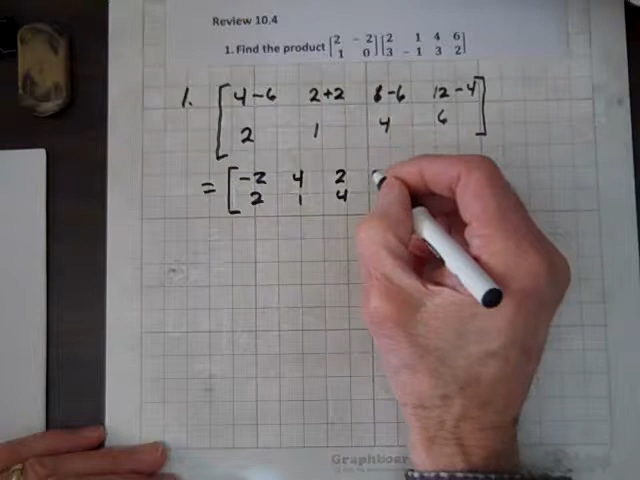 Review 10.4
1. Find the product [2 - 2] [2 1 4 6]
[1 0] [3 - 1 3 2]
1. [4-6 2+2 8-6 12-4]
[2 1 4 6]
= [-2 4 2
[2 1 4
Graphboar